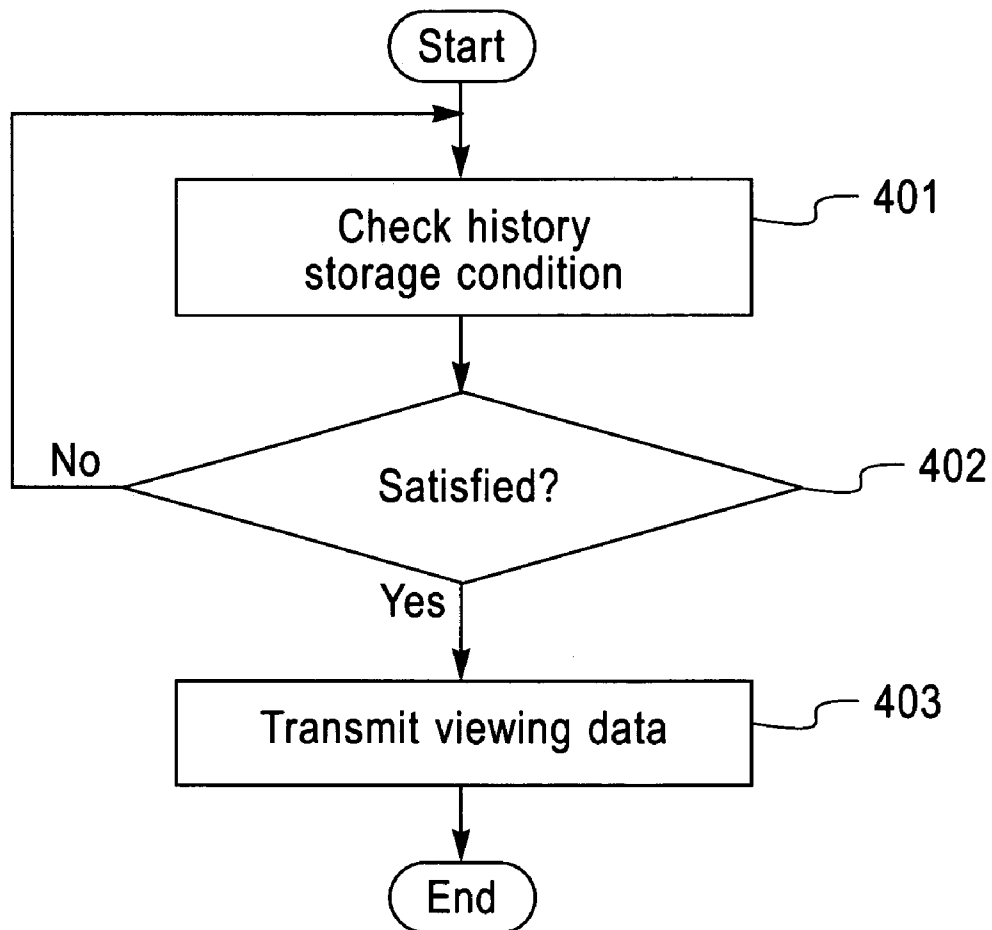 Start
Check history
storage condition
401
Satisfied?
402
No
Yes
Transmit viewing data
403
End